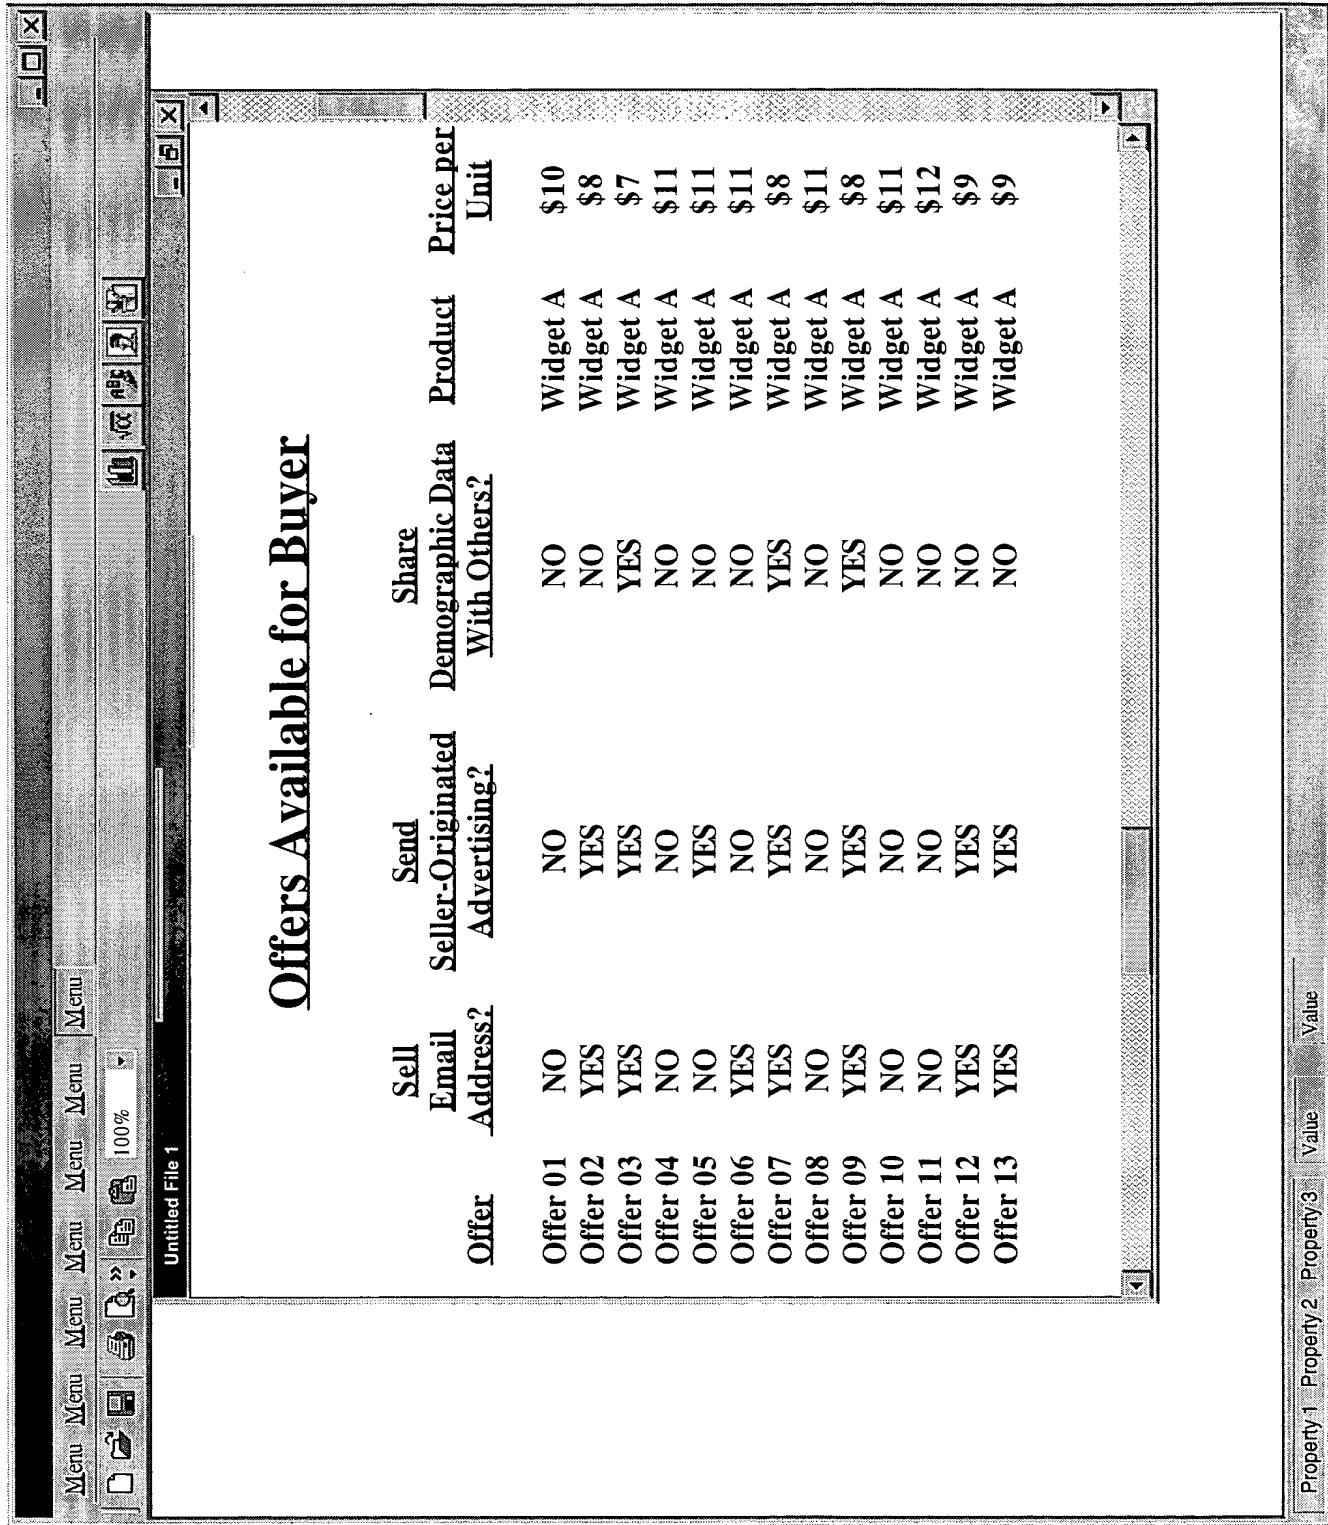 Menu Menu Menu Menu Menu Menu Menu
100%
Untitled File 1
Offers Available for Buyer
Sell Send Share
Email Seller-Originated Demographic Data Price per
Offer Address? Advertising? With Others? Product Unit
Offer 01 NO NO NO Widget A $10
Offer 02 YES YES NO Widget A $8
Offer 03 YES YES YES Widget A $7
Offer 04 NO NO NO Widget A $11
Offer 05 NO YES NO Widget A $11
Offer 06 YES NO NO Widget A $11
Offer 07 YES YES YES Widget A $8
Offer 08 NO NO NO Widget A $11
Offer 09 YES YES YES Widget A $8
Offer 10 NO NO NO Widget A $11
Offer 11 NO NO NO Widget A $12
Offer 12 YES YES NO Widget A $9
Offer 13 YES YES NO Widget A $9
Property 1 Property 2 Property 3 Value Value